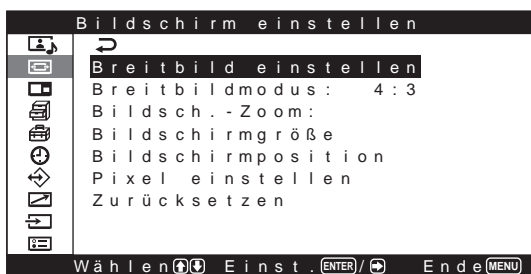 Bildschirm einstellen
Breitbild einstellen
Breitbildmodus: 4:3
Bildsch.-Zoom:
Bildschirmgröße
Bildschirmposition
Pixel einstellen
Zurücksetzen
Wählen Einst. ENTER / Ende MENU